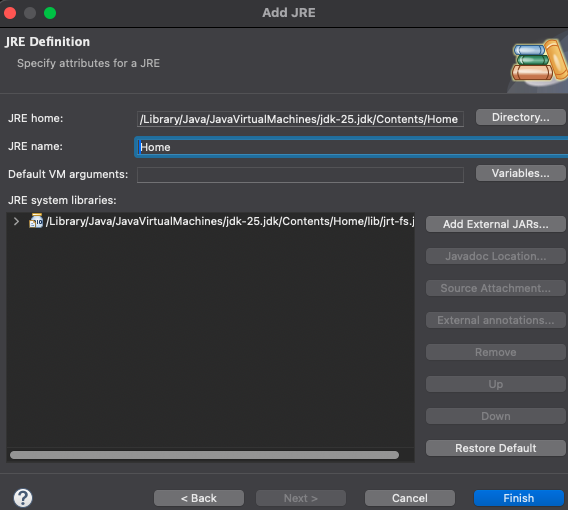 Add JRE
JRE Definition
Specify attributes for a JRE
JRE home:
/Library/Java/JavaVirtualMachines/jdk-25.jdk/Contents/Home
Directory...
JRE name:
Home
Default VM arguments:
Variables...
JRE system libraries:
/Library/Java/JavaVirtualMachines/jdk-25.jdk/Contents/Home/lib/jrt-fs.j
Add External JARs...
Javadoc Location...
Source Attachment...
External annotations...
Remove
Up
Down
Restore Default
?
< Back
Next >
Cancel
Finish